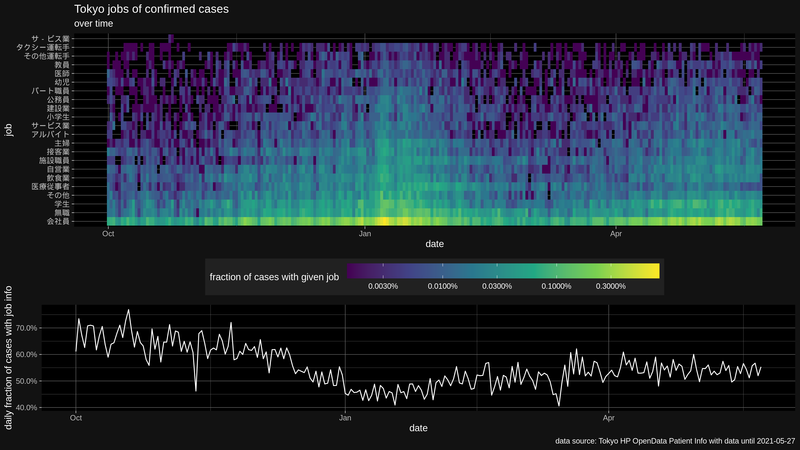 Tokyo jobs of confirmed cases
over time
job
サ - ビス業
タクシー運転手
その他運転手
教員
医師
幼児
パート職員
公務員
建設業
小学生
サービス業
アルバイト
主婦
接客業
施設職員
自営業
飲食業
医療従事者
その他
学生
無職
会社員
Oct Jan Apr
date
fraction of cases with given job
0.0030% 0.0100% 0.0300% 0.1000% 0.3000%
daily fraction of cases with job info
70.0%
60.0%
50.0%
40.0%
Oct Jan Apr
date
data source: Tokyo HP OpenData Patient Info with data until 2021-05-27